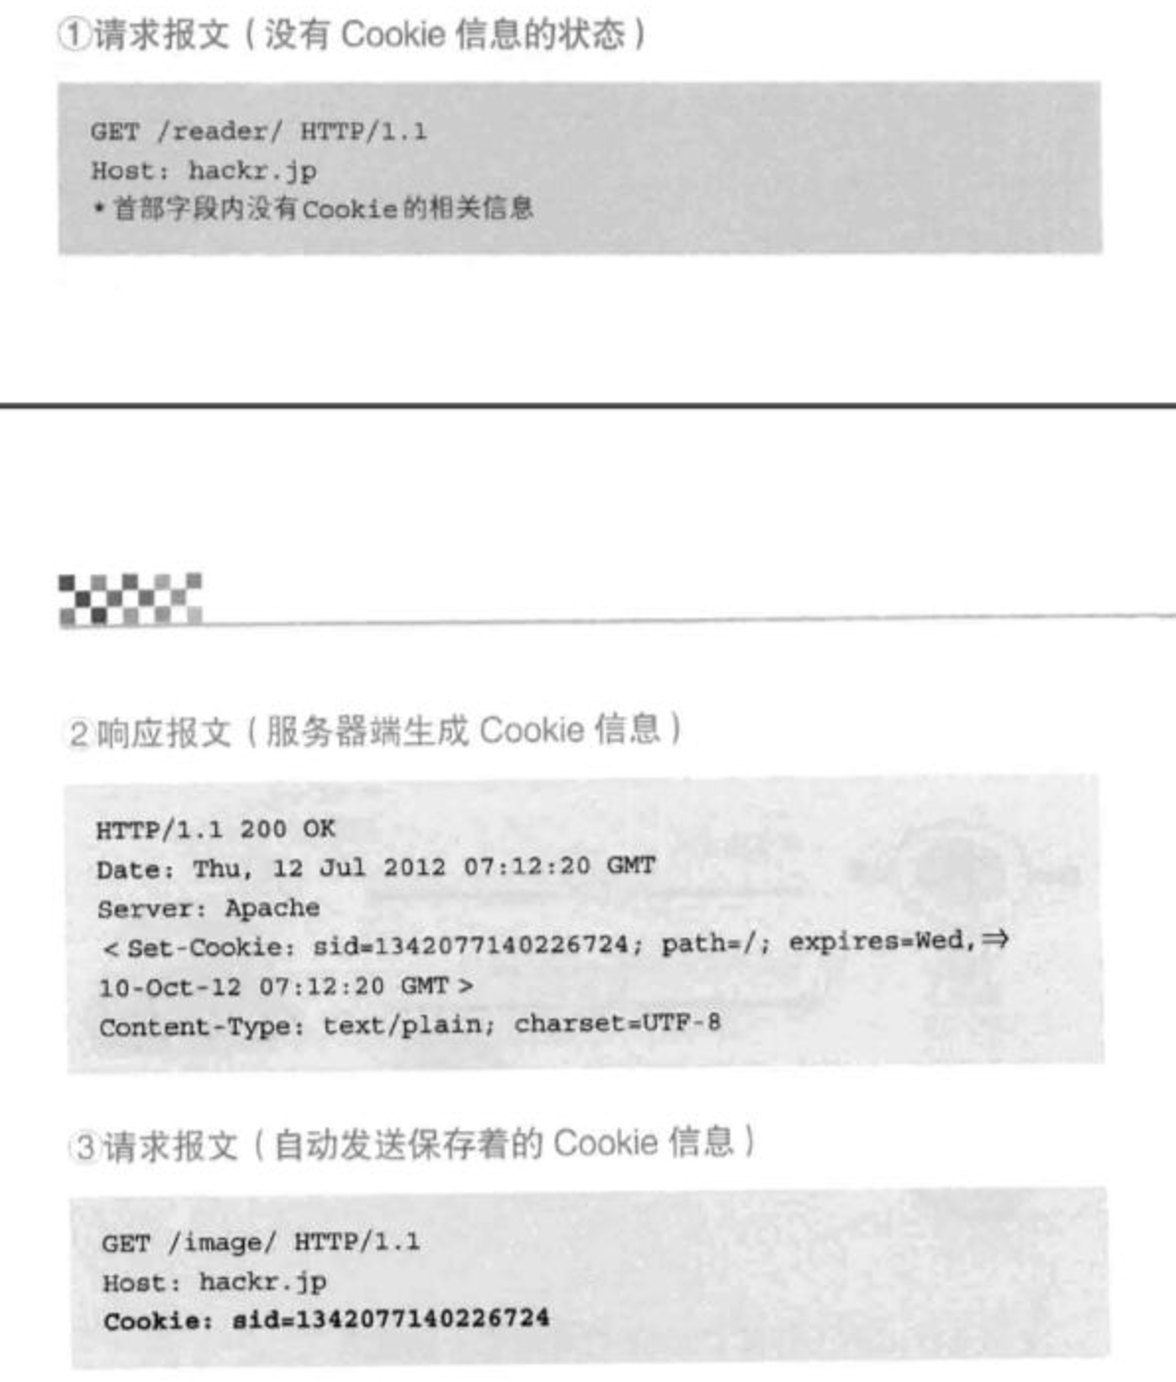 ①请求报文（没有 Cookie 信息的状态）
GET /reader/ HTTP/1.1
Host: hackr.jp
*首部字段内没有Cookie的相关信息
②响应报文（服务器端生成 Cookie 信息）
HTTP/1.1 200 OK
Date: Thu, 12 Jul 2012 07:12:20 GMT
Server: Apache
<Set-Cookie: sid=1342077140226724; path=/; expires=Wed,⇒
10-Oct-12 07:12:20 GMT>
Content-Type: text/plain; charset=UTF-8
③请求报文（自动发送保存着的 Cookie 信息）
GET /image/ HTTP/1.1
Host: hackr.jp
Cookie: sid=1342077140226724